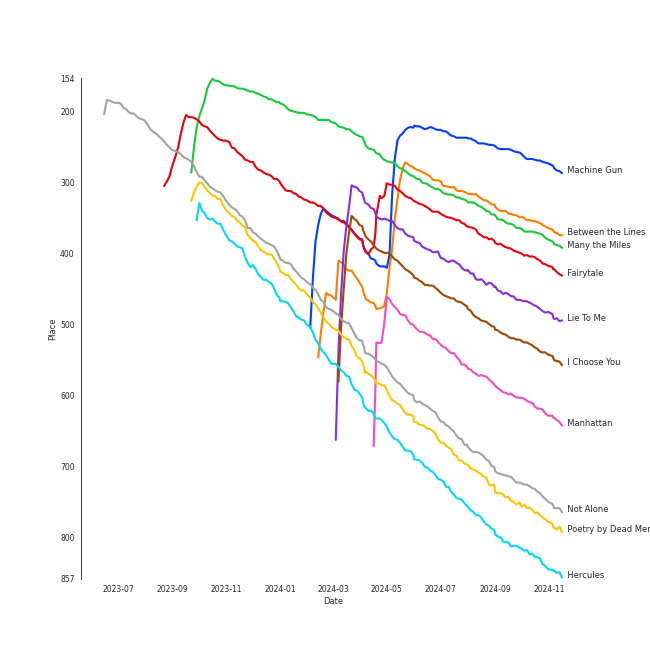 154
200
300
400
500
600
700
800
857
Place
2023-07
2023-09
2023-11
2024-01
2024-03
2024-05
2024-07
2024-09
2024-11
Date
Machine Gun
Between the Lines
Many the Miles
Fairytale
Lie To Me
I Choose You
Manhattan
Not Alone
Poetry by Dead Mer
Hercules